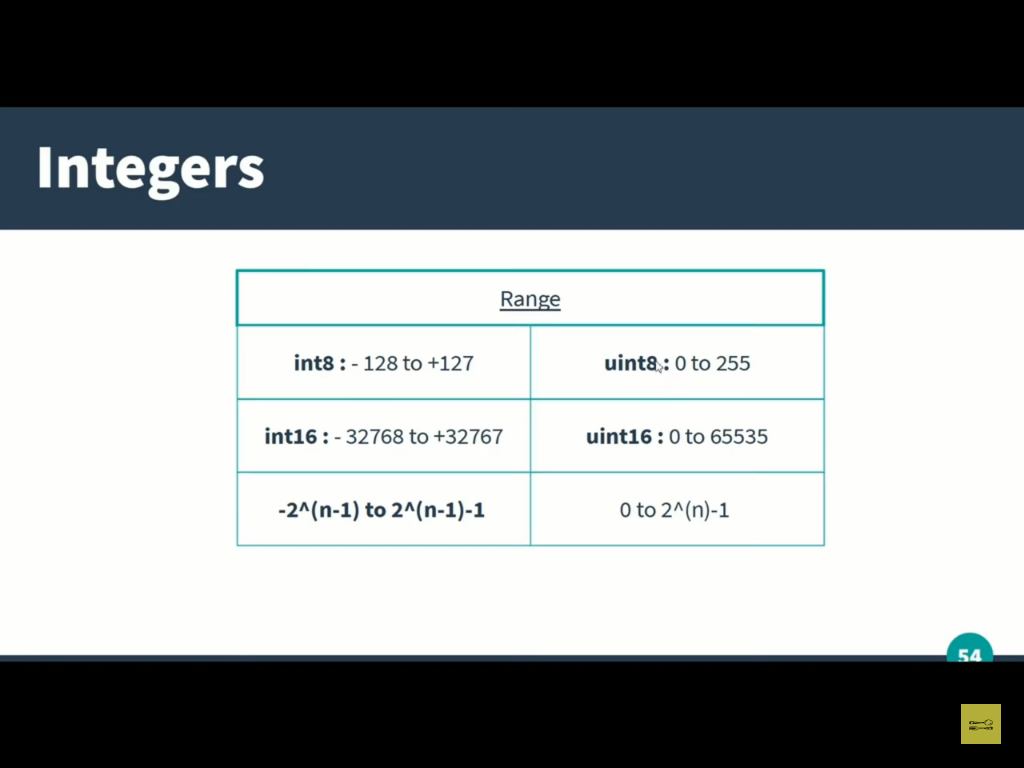 Integers
Range
int8 : - 128 to +127
uint8 : 0 to 255
int16 : - 32768 to +32767
uint16 : 0 to 65535
-2^(n-1) to 2^(n-1)-1
0 to 2^(n)-1
54